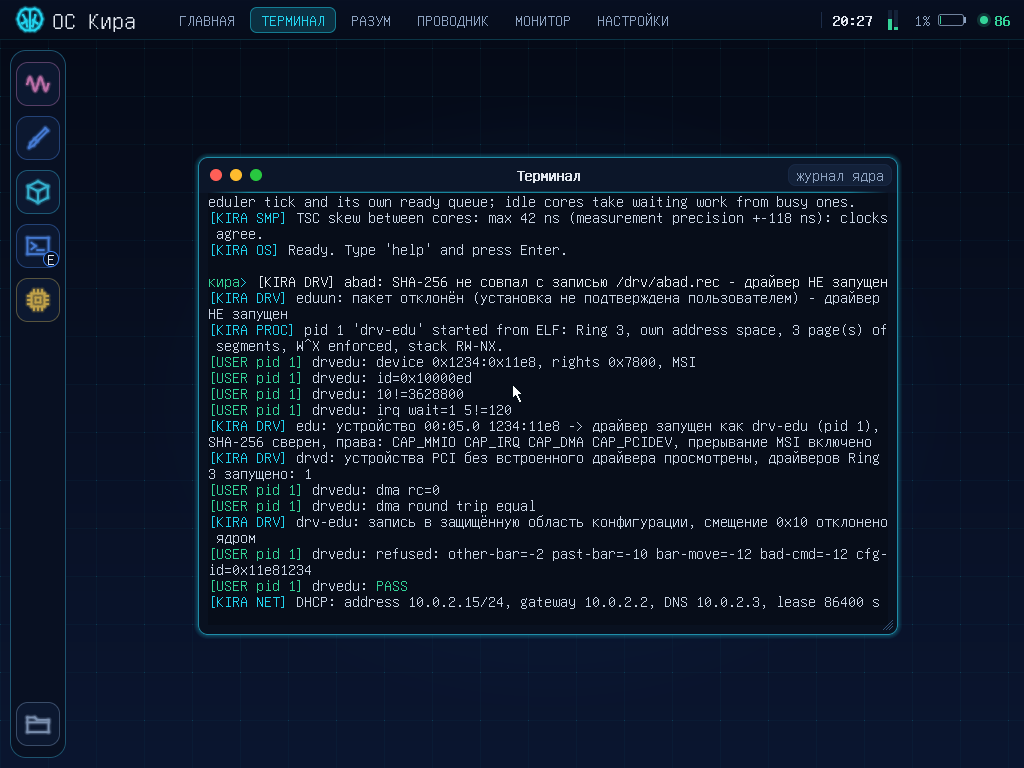 ОС Кира
ГЛАВНАЯ ТЕРМИНАЛ РАЗУМ ПРОВОДНИК МОНИТОР НАСТРОЙКИ
20:27 1% 86
Терминал
журнал ядра
eduler tick and its own ready queue; idle cores take waiting work from busy ones.
[KIRA SMP] TSC skew between cores: max 42 ns (measurement precision +-118 ns): clocks
agree.
[KIRA OS] Ready. Type 'help' and press Enter.
кира> [KIRA DRV] abad: SHA-256 не совпал с записью /drv/abad.rec - драйвер НЕ запущен
[KIRA DRV] eduun: пакет отклонён (установка не подтверждена пользователем) - драйвер
НЕ запущен
[KIRA PROC] pid 1 'drv-edu' started from ELF: Ring 3, own address space, 3 page(s) of
segments, W^X enforced, stack RW-NX.
[USER pid 1] drvedu: device 0x1234:0x11e8, rights 0x7800, MSI
[USER pid 1] drvedu: id=0x10000ed
[USER pid 1] drvedu: 10!=3628800
[USER pid 1] drvedu: irq wait=1 5!=120
[KIRA DRV] edu: устройство 00:05.0 1234:11e8 -> драйвер запущен как drv-edu (pid 1),
SHA-256 сверен, права: CAP_MMIO CAP_IRQ CAP_DMA CAP_PCIDEV, прерывание MSI включено
[KIRA DRV] drvd: устройства PCI без встроенного драйвера просмотрены, драйверов Ring
3 запущено: 1
[USER pid 1] drvedu: dma rc=0
[USER pid 1] drvedu: dma round trip equal
[KIRA DRV] drv-edu: запись в защищённую область конфигурации, смещение 0x10 отклонено
ядром
[USER pid 1] drvedu: refused: other-bar=-2 past-bar=-10 bar-move=-12 bad-cmd=-12 cfg-
id=0x11e81234
[USER pid 1] drvedu: PASS
[KIRA NET] DHCP: address 10.0.2.15/24, gateway 10.0.2.2, DNS 10.0.2.3, lease 86400 s
E